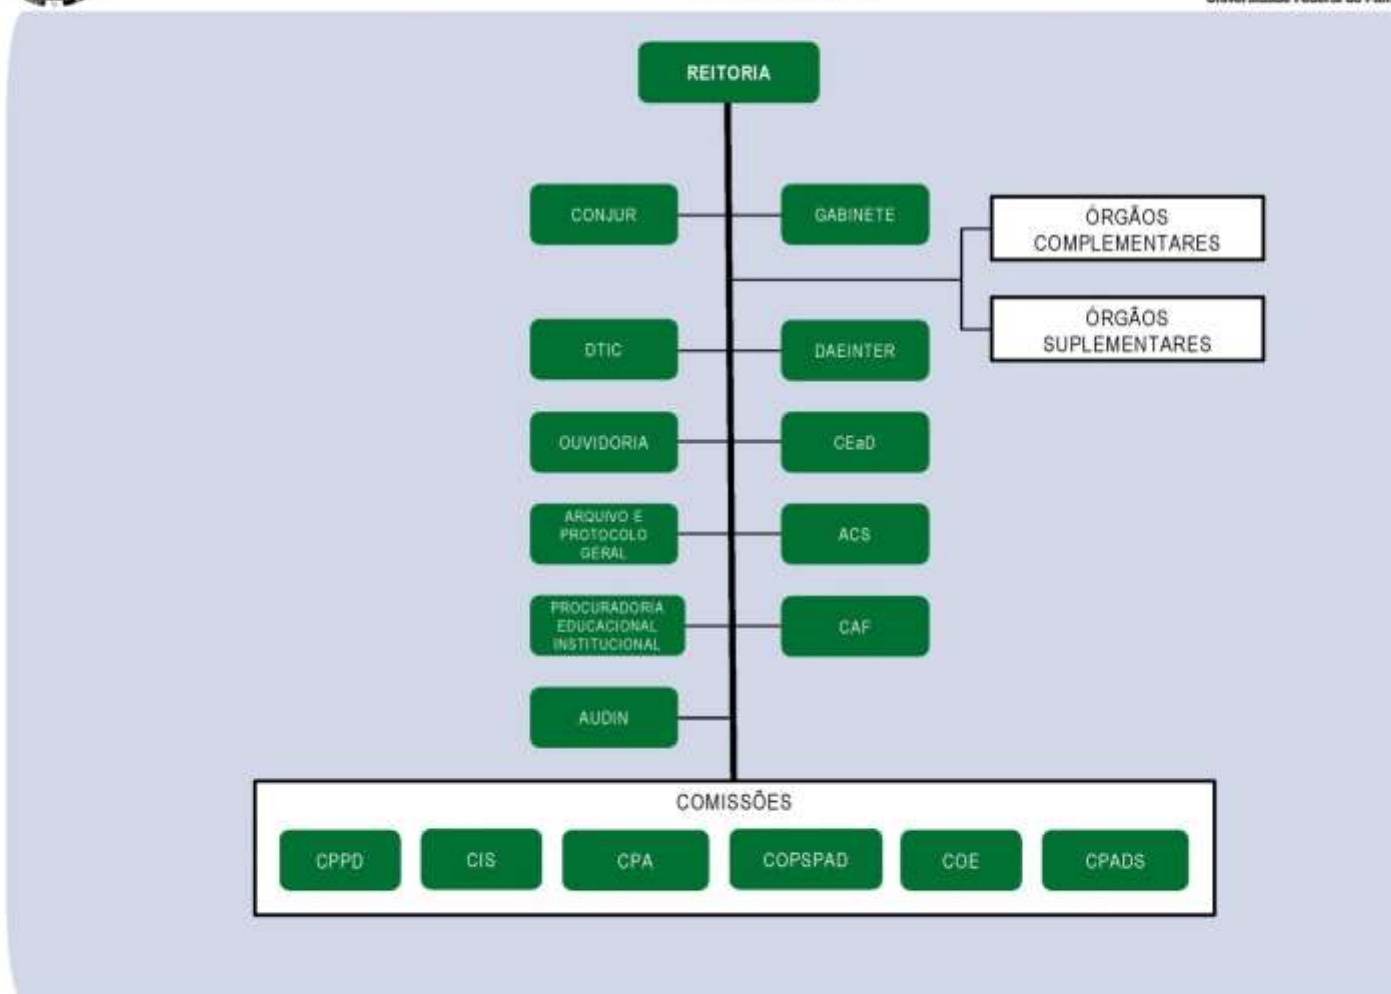 REITORIA
CONJUR
GABINETE
ÓRGÃOS
COMPLEMENTARES
ÓRGÃOS
SUPLEMENTARES
DTIC
DAEINTER
OUVIDORIA
CEaD
ARQUIVO E
PROTOCOLO
GERAL
ACS
PROCURADORIA
EDUCACIONAL
INSTITUCIONAL
CAF
AUDIN
COMISSÕES
CPPD
CIS
CPA
COPSPAD
COE
CPADS